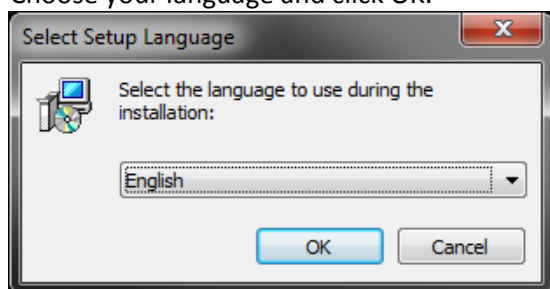 Choose your language and click OK.
Select Setup Language
Select the language to use during the
installation:
English
OK
Cancel